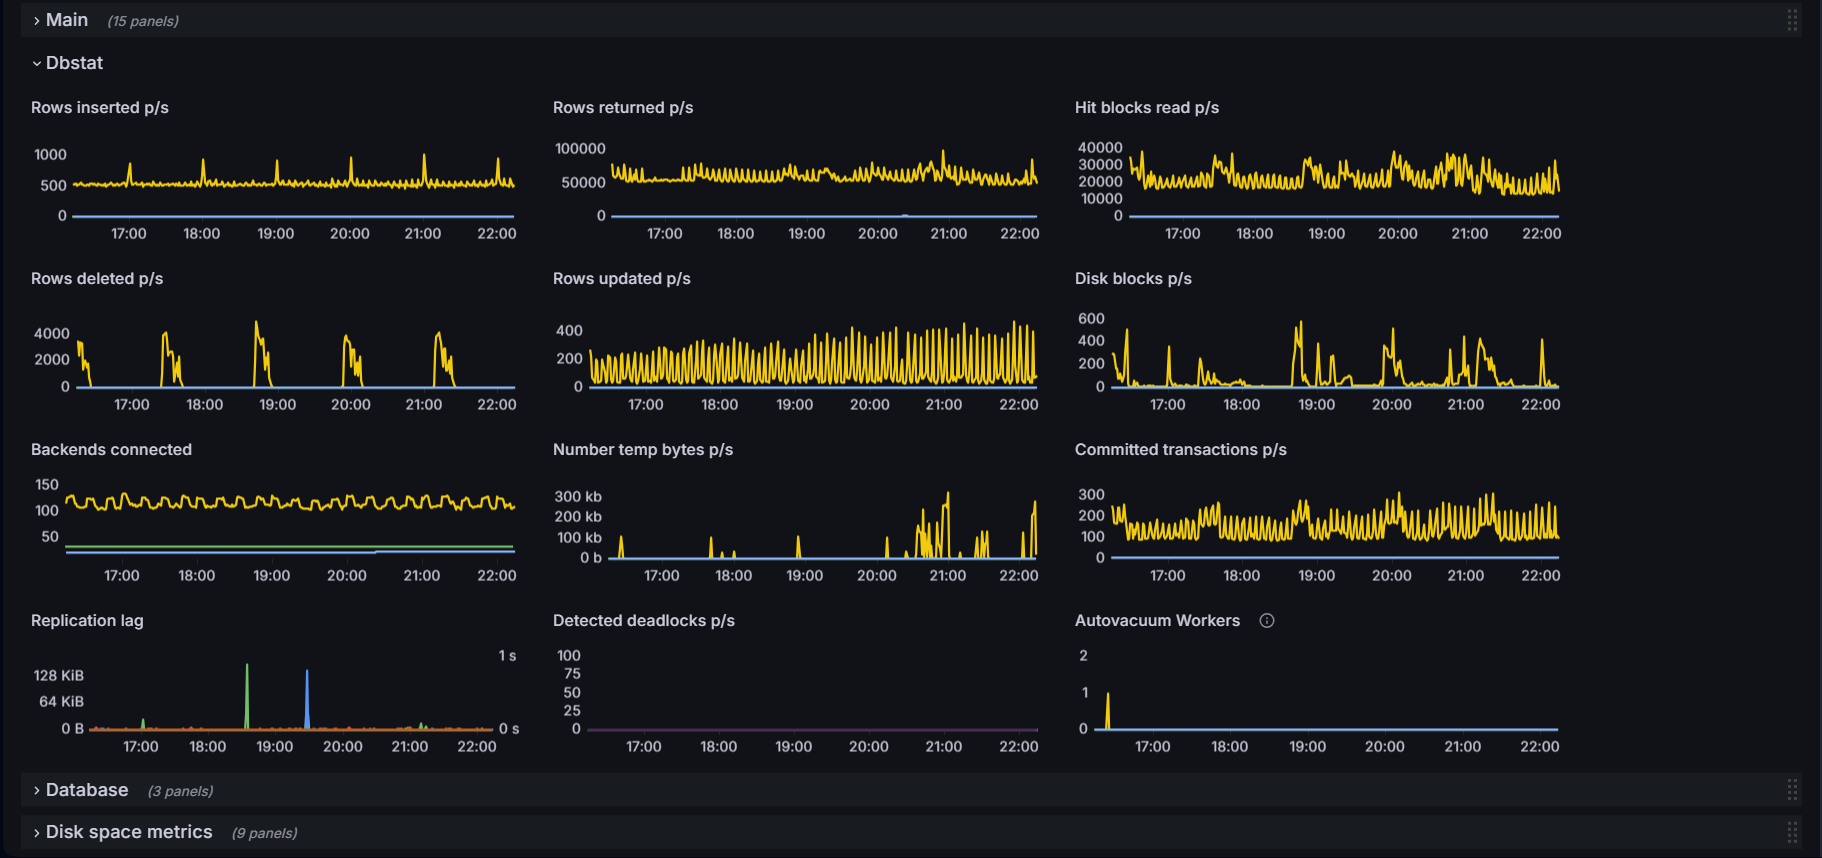 Main (15 panels)
Dbstat
Rows inserted p/s
1000
500
0
17:00 18:00 19:00 20:00 21:00 22:00
Rows returned p/s
100000
50000
0
17:00 18:00 19:00 20:00 21:00 22:00
Hit blocks read p/s
40000
30000
20000
10000
0
17:00 18:00 19:00 20:00 21:00 22:00
Rows deleted p/s
4000
2000
0
17:00 18:00 19:00 20:00 21:00 22:00
Rows updated p/s
400
200
0
17:00 18:00 19:00 20:00 21:00 22:00
Disk blocks p/s
600
400
200
0
17:00 18:00 19:00 20:00 21:00 22:00
Backends connected
150
100
50
17:00 18:00 19:00 20:00 21:00 22:00
Number temp bytes p/s
300 kb
200 kb
100 kb
0 b
17:00 18:00 19:00 20:00 21:00 22:00
Committed transactions p/s
300
200
100
0
17:00 18:00 19:00 20:00 21:00 22:00
Replication lag
1 s
128 KiB
64 KiB
0 B 0 s
17:00 18:00 19:00 20:00 21:00 22:00
Detected deadlocks p/s
100
75
50
25
0
17:00 18:00 19:00 20:00 21:00 22:00
Autovacuum Workers
2
1
0
17:00 18:00 19:00 20:00 21:00 22:00
Database (3 panels)
Disk space metrics (9 panels)